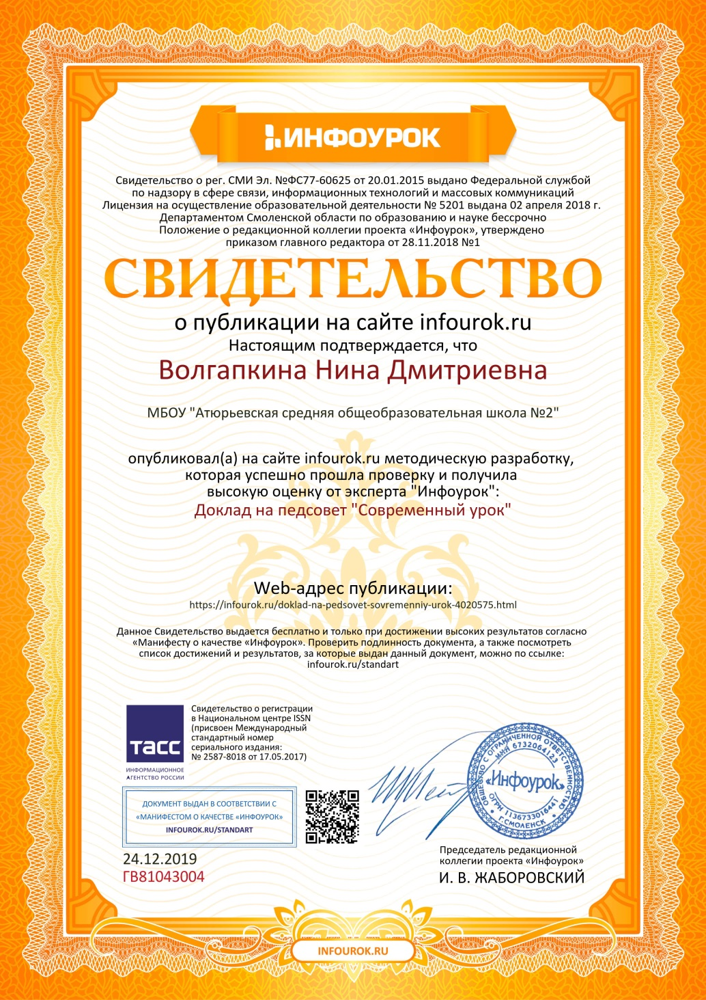 ИНФОУРОК
Свидетельство о рег. СМИ Эл. №ФС77-60625 от 20.01.2015 выдано Федеральной службой
по надзору в сфере связи, информационных технологий и массовых коммуникаций
Лицензия на осуществление образовательной деятельности № 5201 выдана 02 апреля 2018 г.
Департаментом Смоленской области по образованию и науке бессрочно
Положение о редакционной коллегии проекта «Инфоурок», утверждено
приказом главного редактора от 28.11.2018 №1
СВИДЕТЕЛЬСТВО
о публикации на сайте infourok.ru
Настоящим подтверждается, что
Волгапкина Нина Дмитриевна
МБОУ "Атюрьевская средняя общеобразовательная школа №2"
опубликовал(а) на сайте infourok.ru методическую разработку,
которая успешно прошла проверку и получила
высокую оценку от эксперта "Инфоурок":
Доклад на педсовет "Современный урок"
Web-адрес публикации:
https://infourok.ru/doklad-na-pedsovet-sovremenniy-urok-4020575.html
Данное Свидетельство выдается бесплатно и только при достижении высоких результатов согласно
«Манифесту о качестве «Инфоурок». Проверить подлинность документа, а также посмотреть
список достижений и результатов, за которые выдан данный документ, можно по ссылке:
infourok.ru/standart
ТАСС
ИНФОРМАЦИОННОЕ
АГЕНТСТВО РОССИИ
Свидетельство о регистрации
в Национальном центре ISSN
(присвоен Международный
стандартный номер
сериального издания:
№ 2587-8018 от 17.05.2017)
ДОКУМЕНТ ВЫДАН В СООТВЕТСТВИИ С
«МАНИФЕСТОМ О КАЧЕСТВЕ «ИНФОУРОК»
INFOUROK.RU/STANDART
24.12.2019
ГВ81043004
ОБЩЕСТВО С ОГРАНИЧЕННОЙ ОТВЕТСТВЕННОСТЬЮ
ИНН 6732064123
«Инфоурок»
ОГРН 1136733016441
г.СМОЛЕНСК
Председатель редакционной
коллегии проекта «Инфоурок»
И. В. ЖАБОРОВСКИЙ
INFOUROK.RU